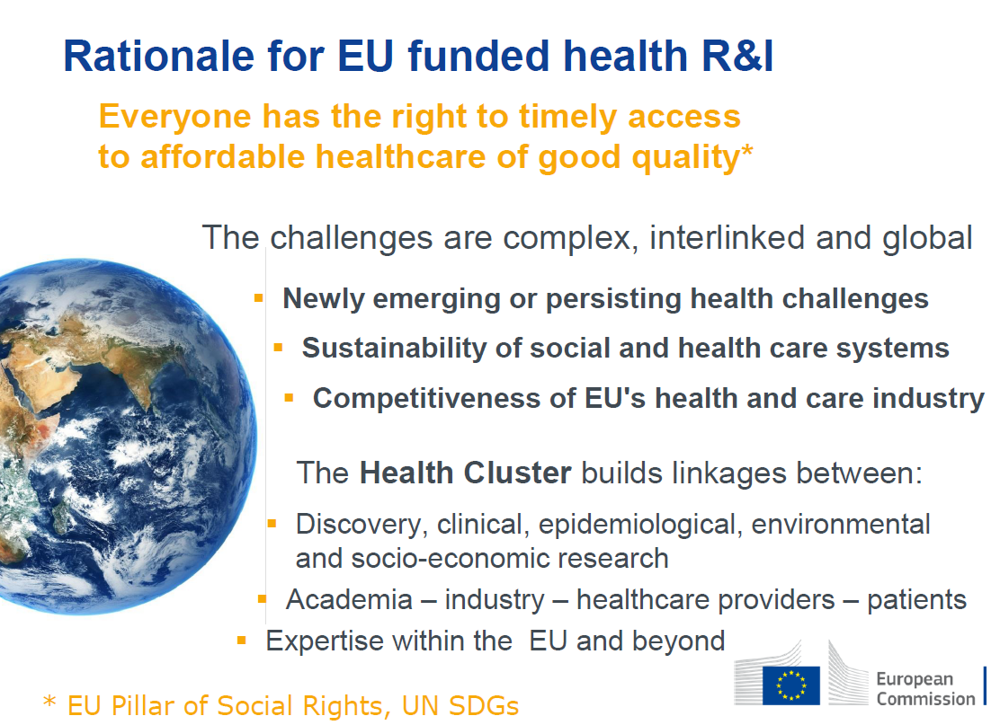 Rationale for EU funded health R&I
Everyone has the right to timely access
to affordable healthcare of good quality*
The challenges are complex, interlinked and global
▪ Newly emerging or persisting health challenges
▪ Sustainability of social and health care systems
▪ Competitiveness of EU's health and care industry
The Health Cluster builds linkages between:
▪ Discovery, clinical, epidemiological, environmental
and socio-economic research
▪ Academia – industry – healthcare providers – patients
▪ Expertise within the EU and beyond
European
Commission
* EU Pillar of Social Rights, UN SDGs